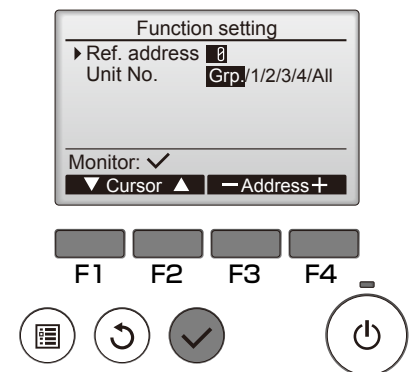 Function setting
Ref. address 0
Unit No. Grp./1/2/3/4/All
Monitor: ✓
▼ Cursor ▲ −Address+
F1 F2 F3 F4